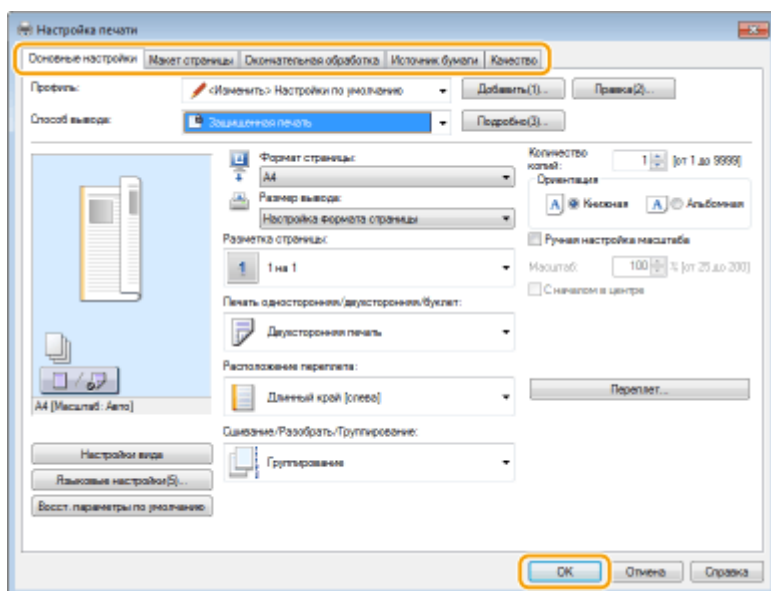 Настройка печати
Основные настройки Макет страницы Окончательная обработка Источник бумаги Качество
Профиль: <Изменить> Настройки по умолчанию Добавить(1)... Правка(2)...
Способ вывода: Защищенная печать Подробно(3)...
Формат страницы:
A4
Размер вывода:
Настройка формата страницы
Разметка страницы:
1 на 1
Печать односторонняя/двухсторонняя/буклет:
Двухсторонняя печать
Расположение переплета:
Длинный край [слева]
Сшивание/Разобрать/Группирование:
Группирование
Количество копий: 1 [от 1 до 9999]
Ориентация
A Книжная A Альбомная
Ручная настройка масштаба
Масштаб: 100 % [от 25 до 200]
С началом в центре
Переплет...
A4 [Масштаб: Авто]
Настройки вида
Языковые настройки(5)...
Восст. параметры по умолчанию
OK Отмена Справка